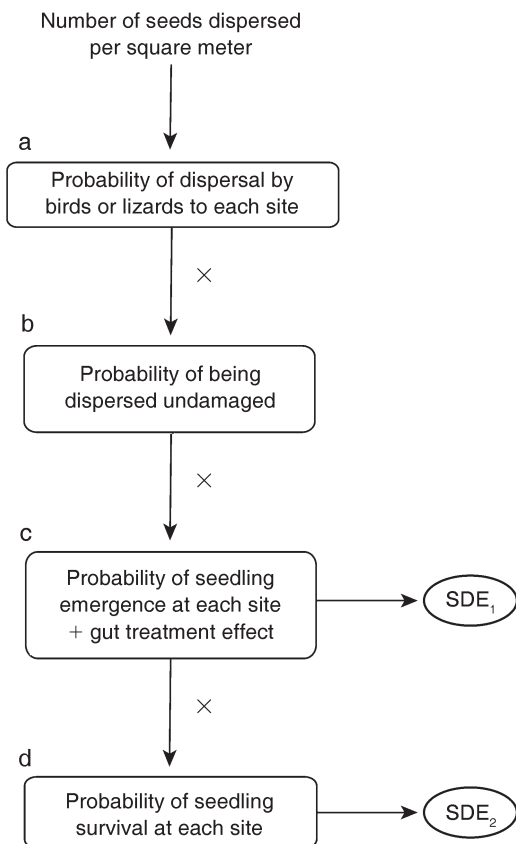 Number of seeds dispersed
per square meter
a
Probability of dispersal by
birds or lizards to each site
×
b
Probability of being
dispersed undamaged
×
c
Probability of seedling
emergence at each site
+ gut treatment effect
SDE₁
×
d
Probability of seedling
survival at each site
SDE₂